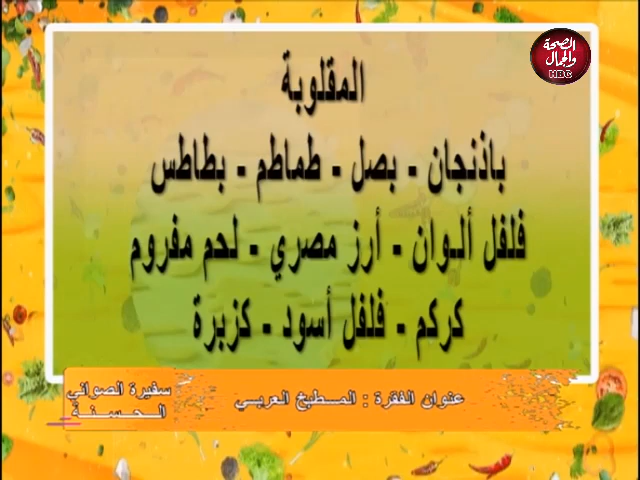 الصحة
والجمال
HBC
المقلوبة
باذنجان - بصل - طماطم - بطاطس
فلفل ألوان - أرز مصري - لحم مفروم
كركم - فلفل أسود - كزبرة
عنوان الفقرة : المطبخ العربي
سفيرة الصواني
الحسنة